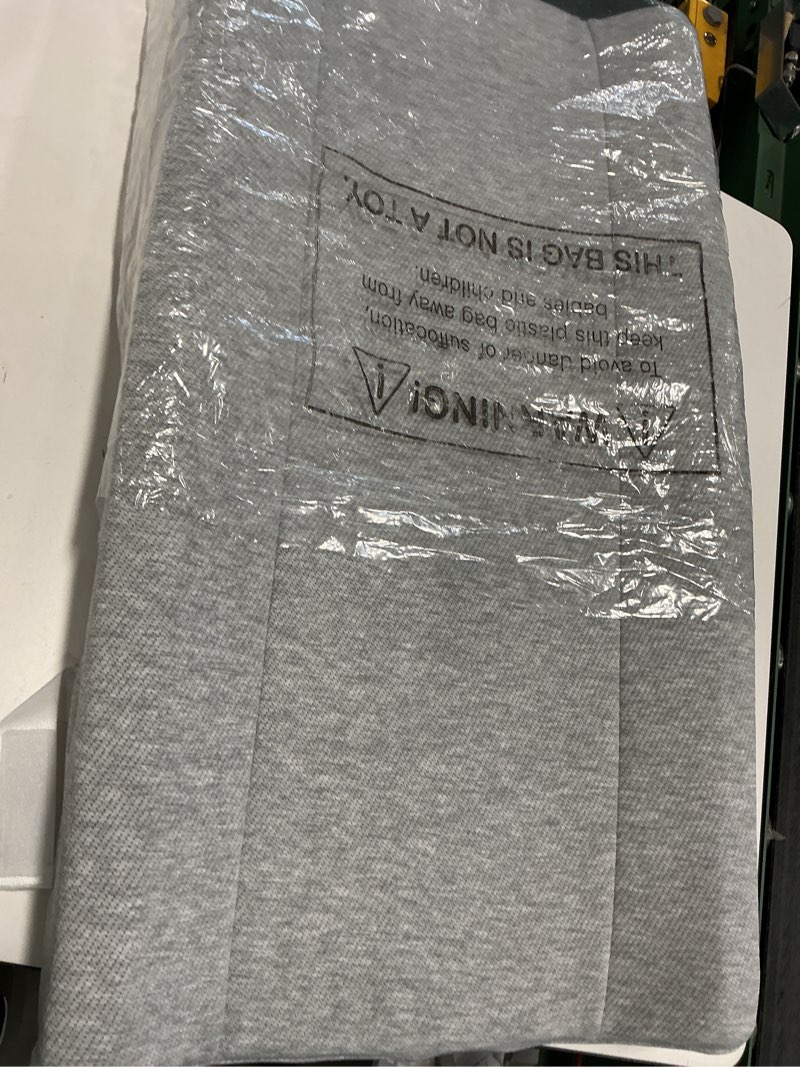 WARNING!
To avoid danger of suffocation,
keep this plastic bag away from
babies and children.
THIS BAG IS NOT A TOY.